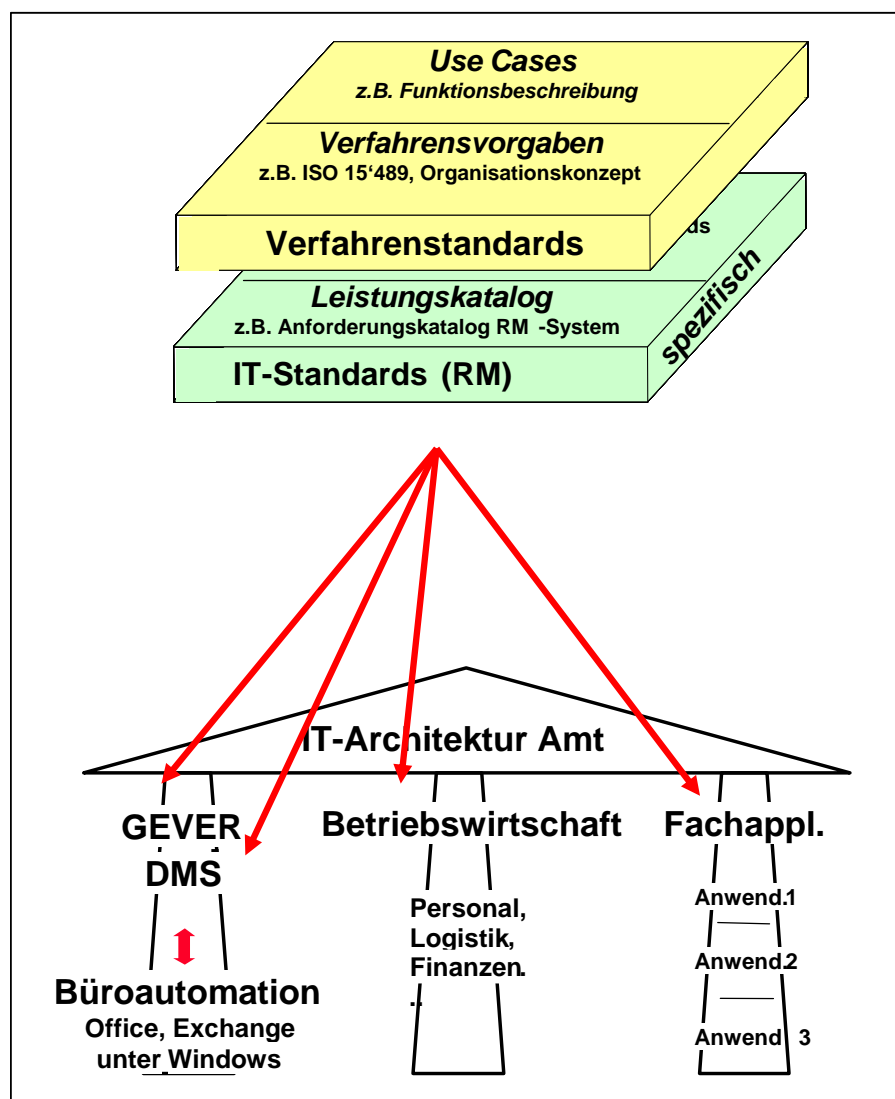 Use Cases
z.B. Funktionsbeschreibung
Verfahrensvorgaben
z.B. ISO 15‘489, Organisationskonzept
Verfahrenstandards
Leistungskatalog
z.B. Anforderungskatalog RM -System
IT-Standards (RM)
spezifisch
IT-Architektur Amt
GEVER
DMS
Büroautomation
Office, Exchange
unter Windows
Betriebswirtschaft
Personal,
Logistik,
Finanzen.
..
Fachappl.
Anwend.1
Anwend.2
Anwend 3